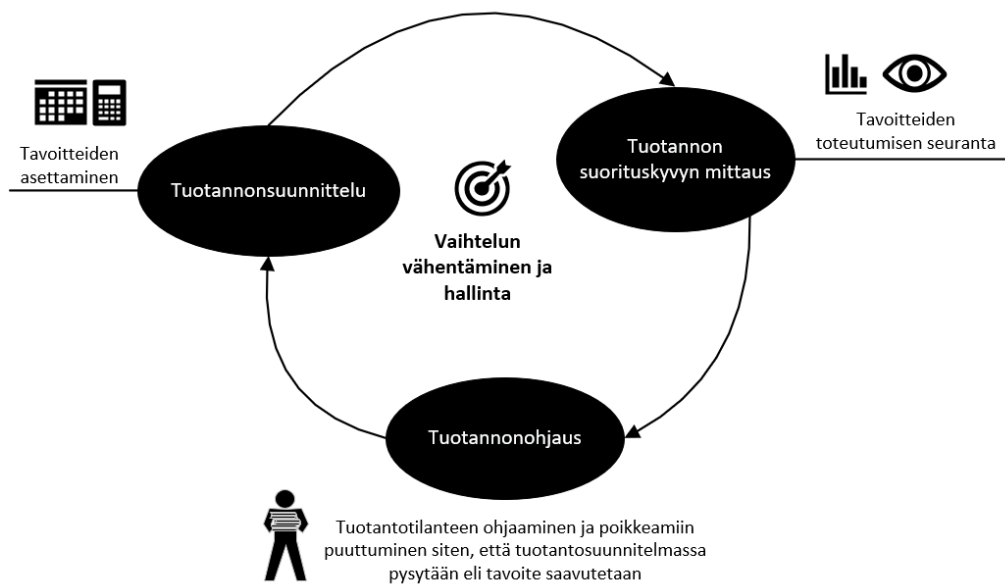 Tavoitteiden
asettaminen
Tuotannonsuunnittelu
Tuotannon
suorituskyvyn mittaus
Tavoitteiden
toteutumisen seuranta
Vaihtelun
vähentäminen ja
hallinta
Tuotannonohjaus
Tuotantotilanteen ohjaaminen ja poikkeamiin
puuttuminen siten, että tuotantosuunnitelmassa
pysytään eli tavoite saavutetaan